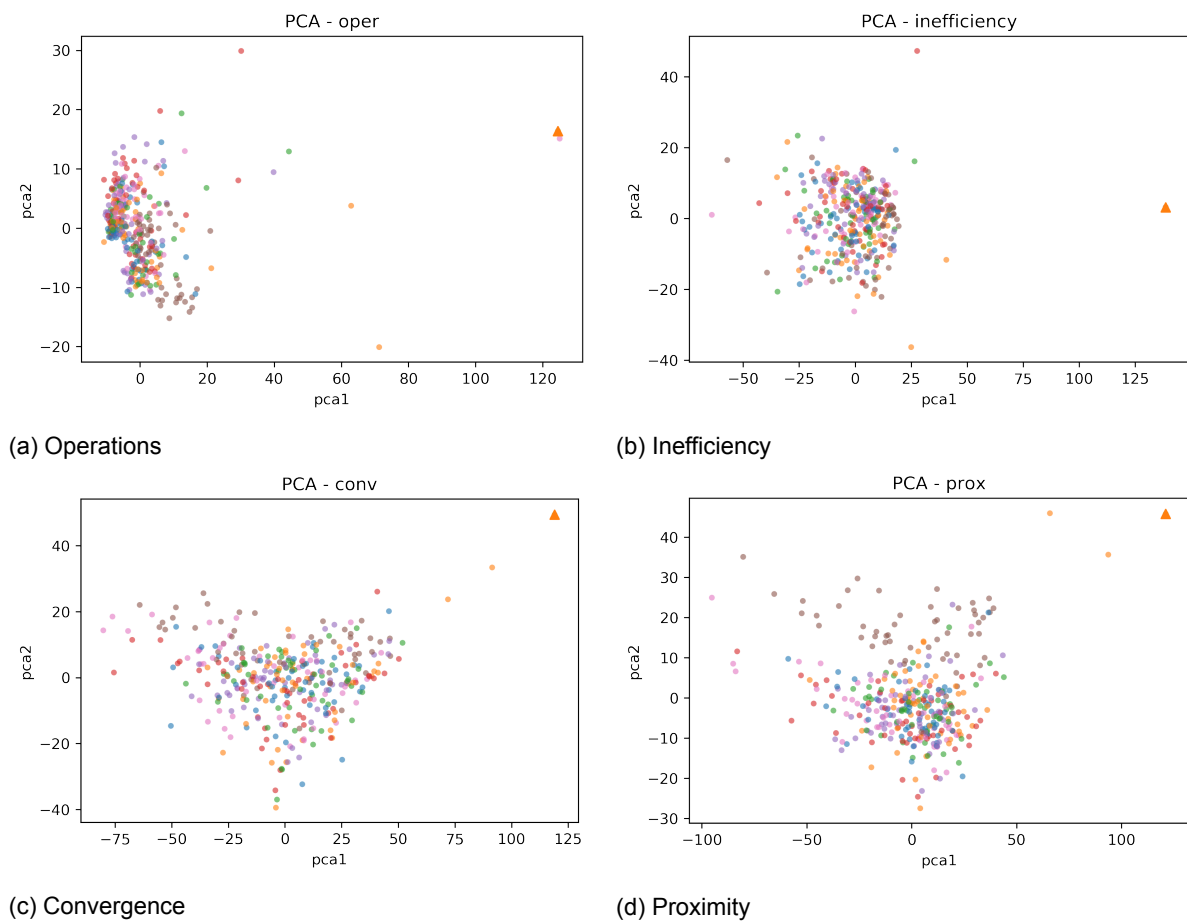 PCA - oper
30
20
10
0
−10
−20
pca2
0 20 40 60 80 100 120
pca1
(a) Operations
PCA - inefficiency
40
20
0
−20
−40
pca2
−50 −25 0 25 50 75 100 125
pca1
(b) Inefficiency
PCA - conv
40
20
0
−20
−40
pca2
−75 −50 −25 0 25 50 75 100 125
pca1
(c) Convergence
PCA - prox
40
30
20
10
0
−10
−20
−30
pca2
−100 −50 0 50 100
pca1
(d) Proximity